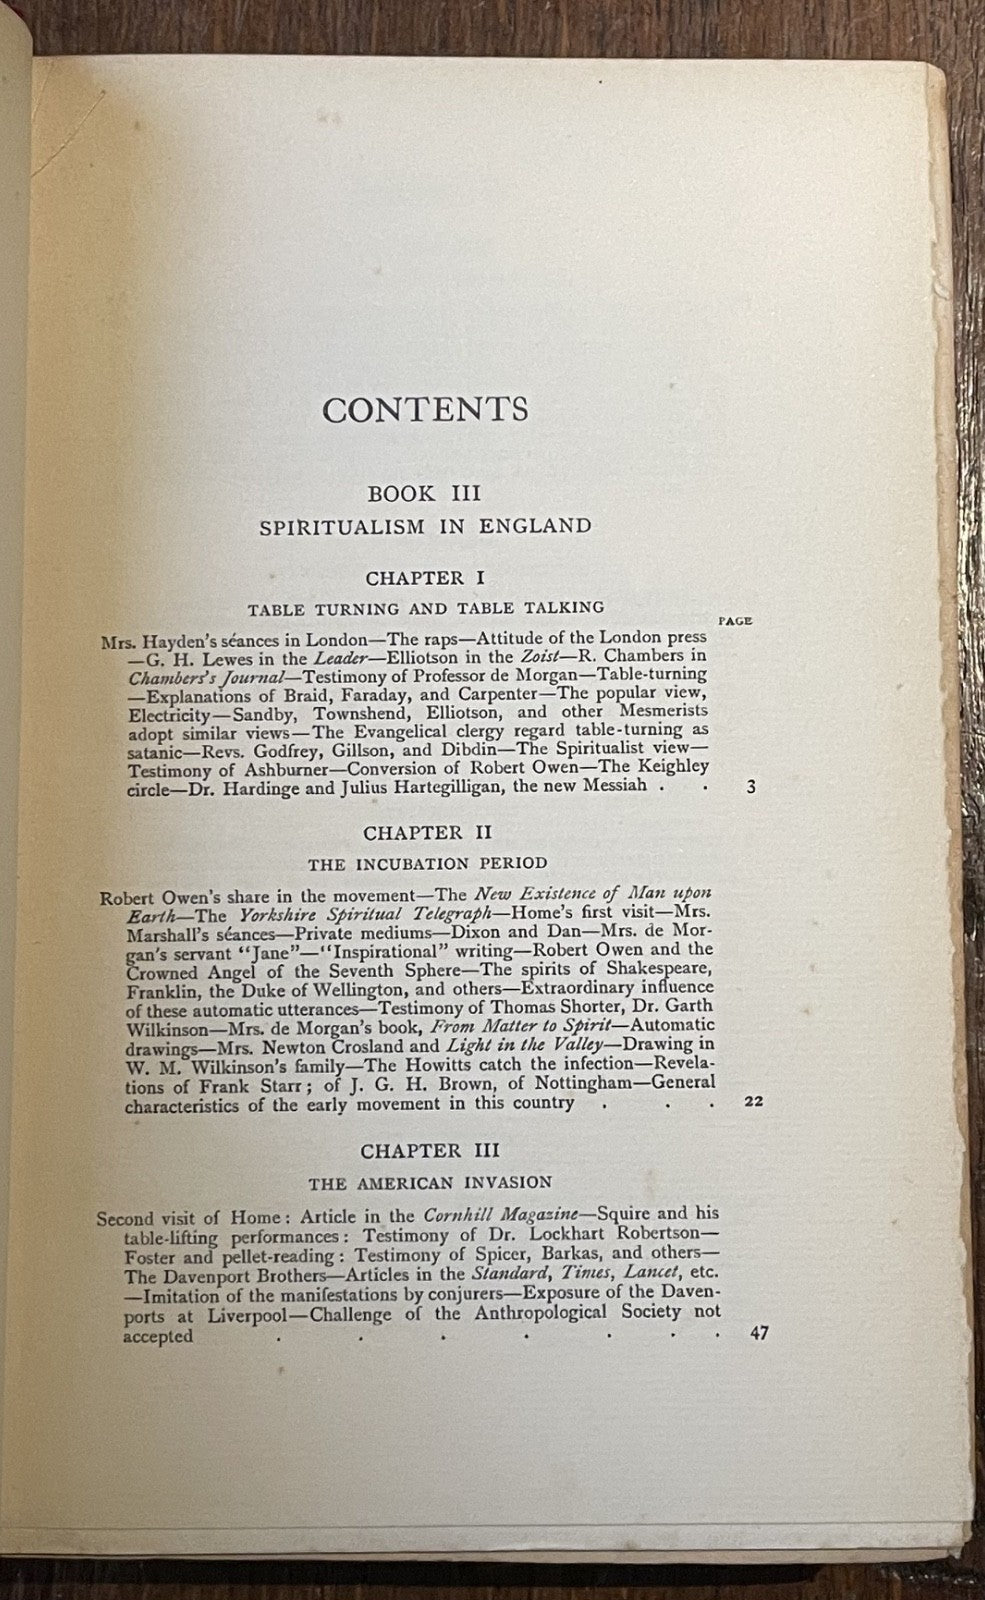 CONTENTS
BOOK III
SPIRITUALISM IN ENGLAND
CHAPTER I
TABLE TURNING AND TABLE TALKING
PAGE
Mrs. Hayden's séances in London—The raps—Attitude of the London press
—G. H. Lewes in the Leader—Elliotson in the Zoist—R. Chambers in
Chambers's Journal—Testimony of Professor de Morgan—Table-turning
—Explanations of Braid, Faraday, and Carpenter—The popular view,
Electricity—Sandby, Townshend, Elliotson, and other Mesmerists
adopt similar views—The Evangelical clergy regard table-turning as
satanic—Revs. Godfrey, Gillson, and Dibdin—The Spiritualist view—
Testimony of Ashburner—Conversion of Robert Owen—The Keighley
circle—Dr. Hardinge and Julius Hartegilligan, the new Messiah . . 3
CHAPTER II
THE INCUBATION PERIOD
Robert Owen's share in the movement—The New Existence of Man upon
Earth—The Yorkshire Spiritual Telegraph—Home's first visit—Mrs.
Marshall's séances—Private mediums—Dixon and Dan—Mrs. de Mor-
gan's servant "Jane"—"Inspirational" writing—Robert Owen and the
Crowned Angel of the Seventh Sphere—The spirits of Shakespeare,
Franklin, the Duke of Wellington, and others—Extraordinary influence
of these automatic utterances—Testimony of Thomas Shorter, Dr. Garth
Wilkinson—Mrs. de Morgan's book, From Matter to Spirit—Automatic
drawings—Mrs. Newton Crosland and Light in the Valley—Drawing in
W. M. Wilkinson's family—The Howitts catch the infection—Revela-
tions of Frank Starr; of J. G. H. Brown, of Nottingham—General
characteristics of the early movement in this country . . . 22
CHAPTER III
THE AMERICAN INVASION
Second visit of Home: Article in the Cornhill Magazine—Squire and his
table-lifting performances: Testimony of Dr. Lockhart Robertson—
Foster and pellet-reading: Testimony of Spicer, Barkas, and others—
The Davenport Brothers—Articles in the Standard, Times, Lancet, etc.
—Imitation of the manifestations by conjurers—Exposure of the Daven-
ports at Liverpool—Challenge of the Anthropological Society not
accepted . . . . . . . 47